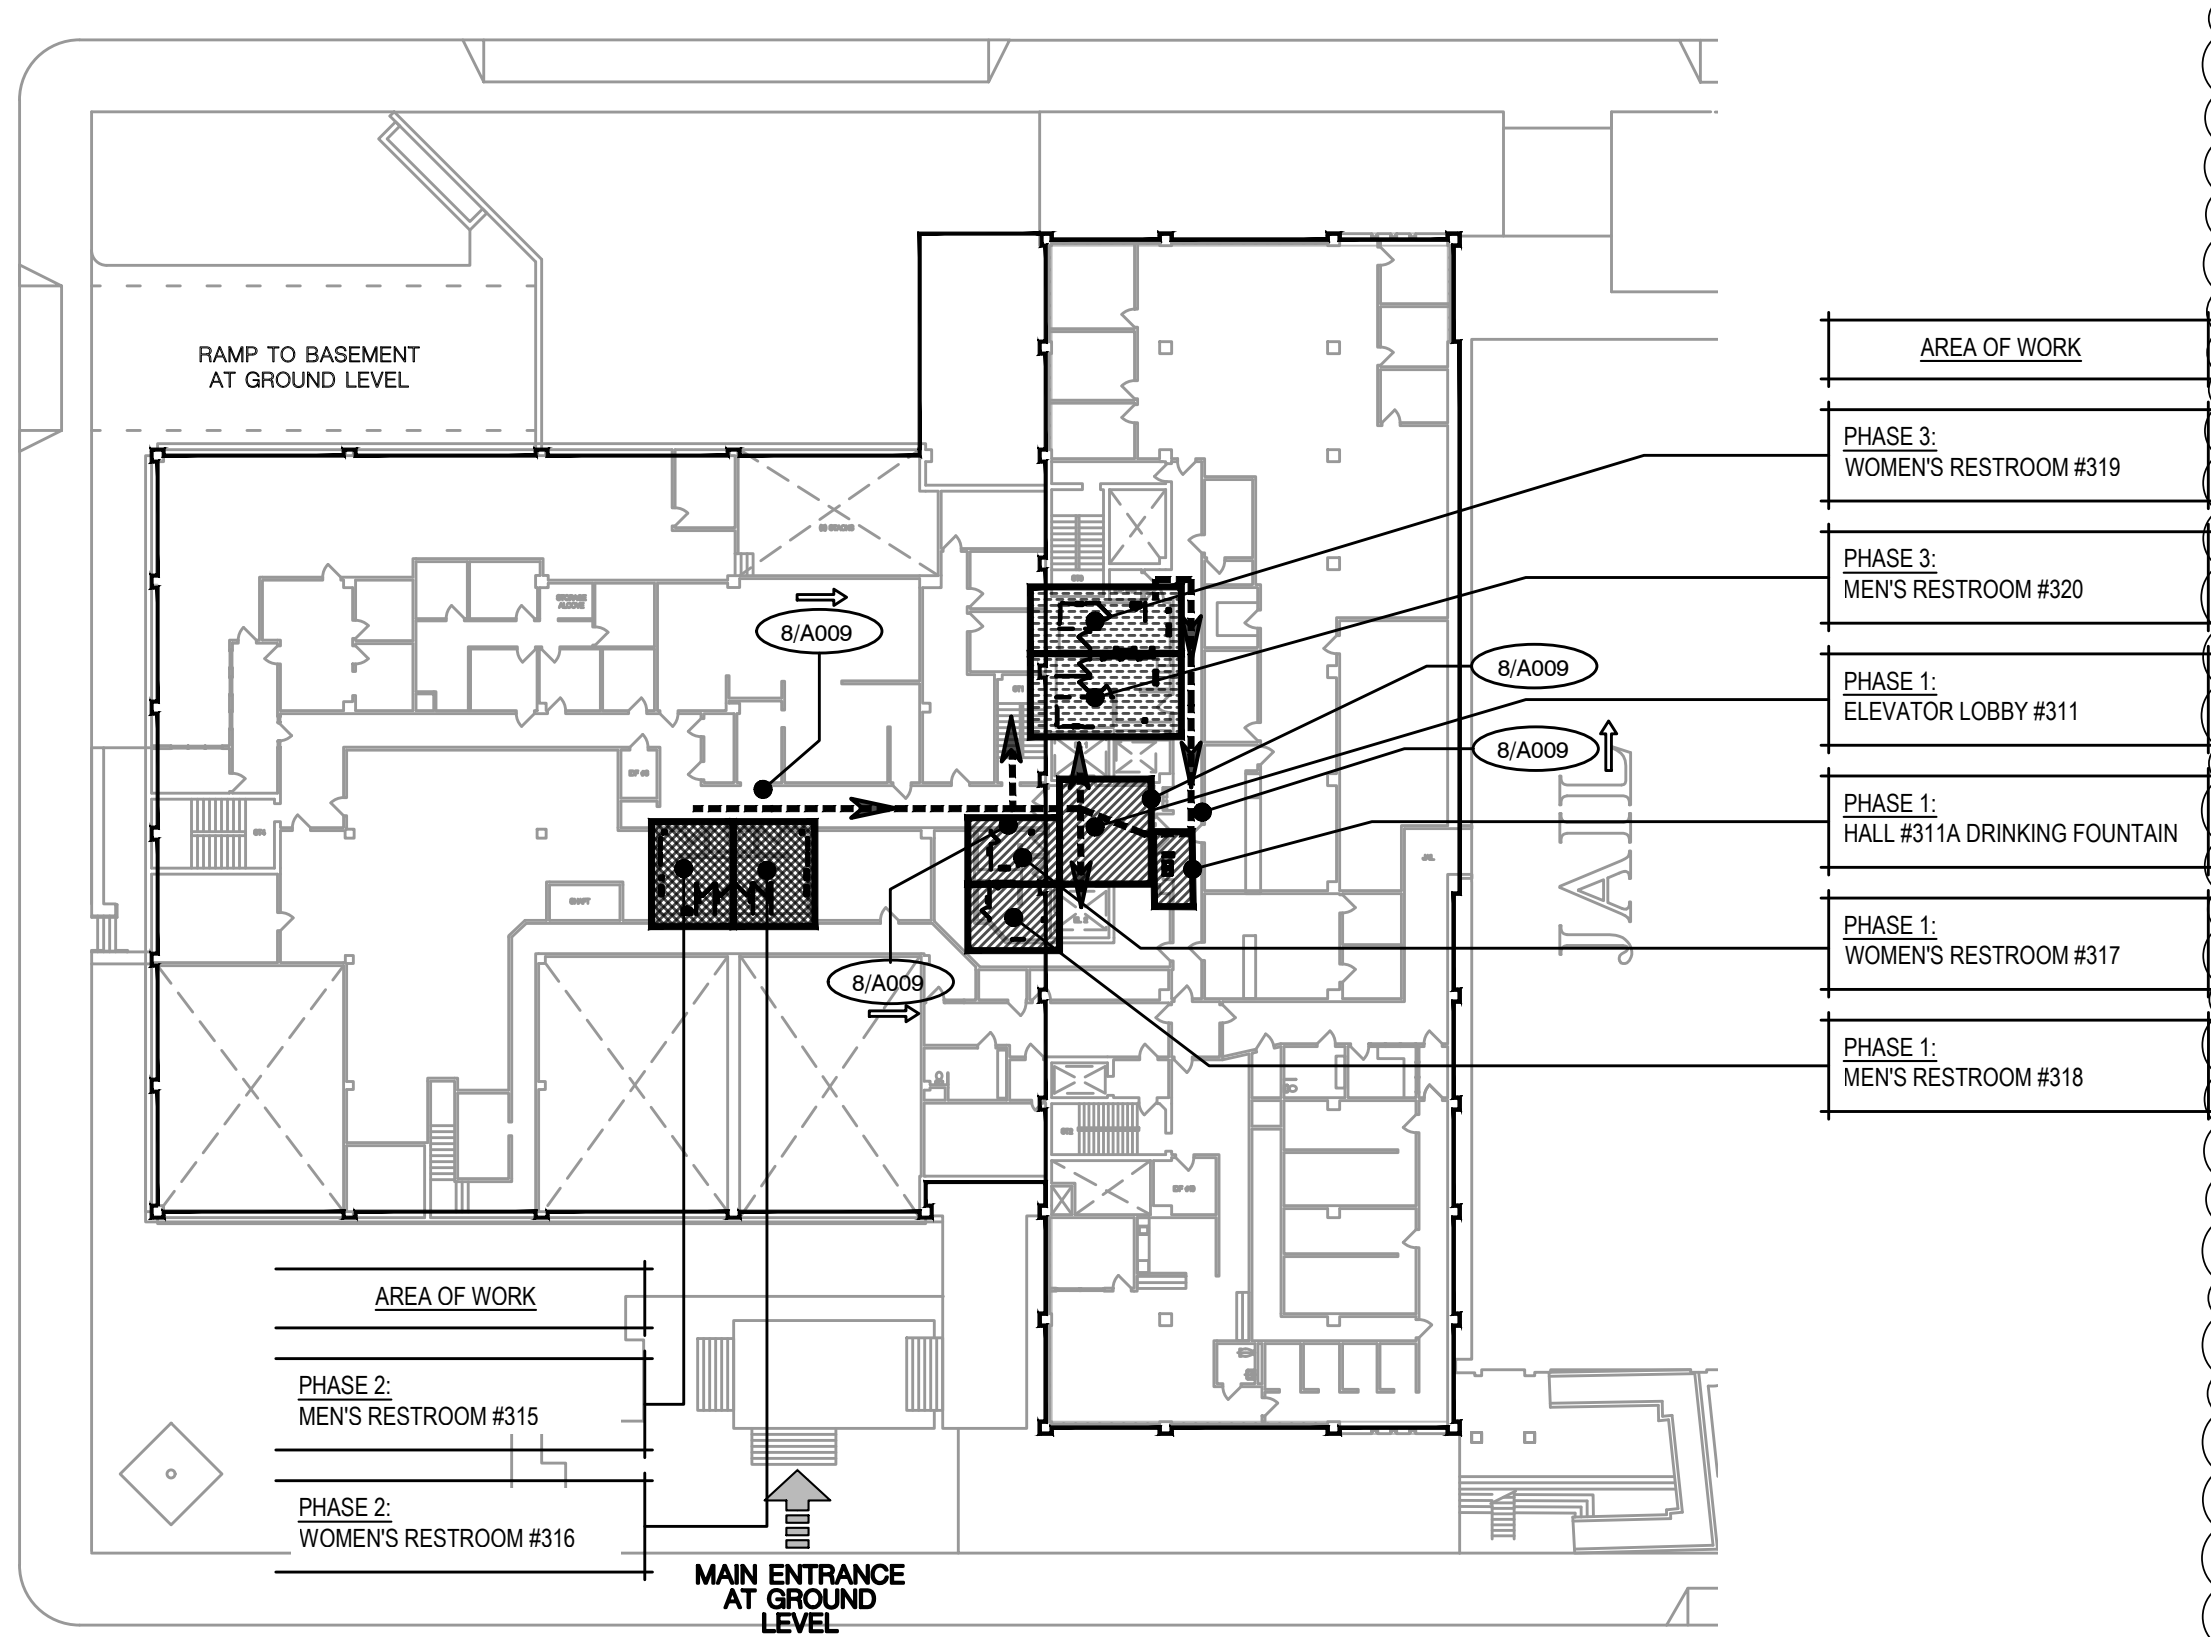 RAMP TO BASEMENT
AT GROUND LEVEL
AREA OF WORK
PHASE 3:
WOMEN'S RESTROOM #319
PHASE 3:
MEN'S RESTROOM #320
PHASE 1:
ELEVATOR LOBBY #311
PHASE 1:
HALL #311A DRINKING FOUNTAIN
PHASE 1:
WOMEN'S RESTROOM #317
PHASE 1:
MEN'S RESTROOM #318
8/A009
8/A009
8/A009
8/A009
JAIL
STORAGE
ALCOVE
SHAFT
AREA OF WORK
PHASE 2:
MEN'S RESTROOM #315
PHASE 2:
WOMEN'S RESTROOM #316
MAIN ENTRANCE
AT GROUND
LEVEL